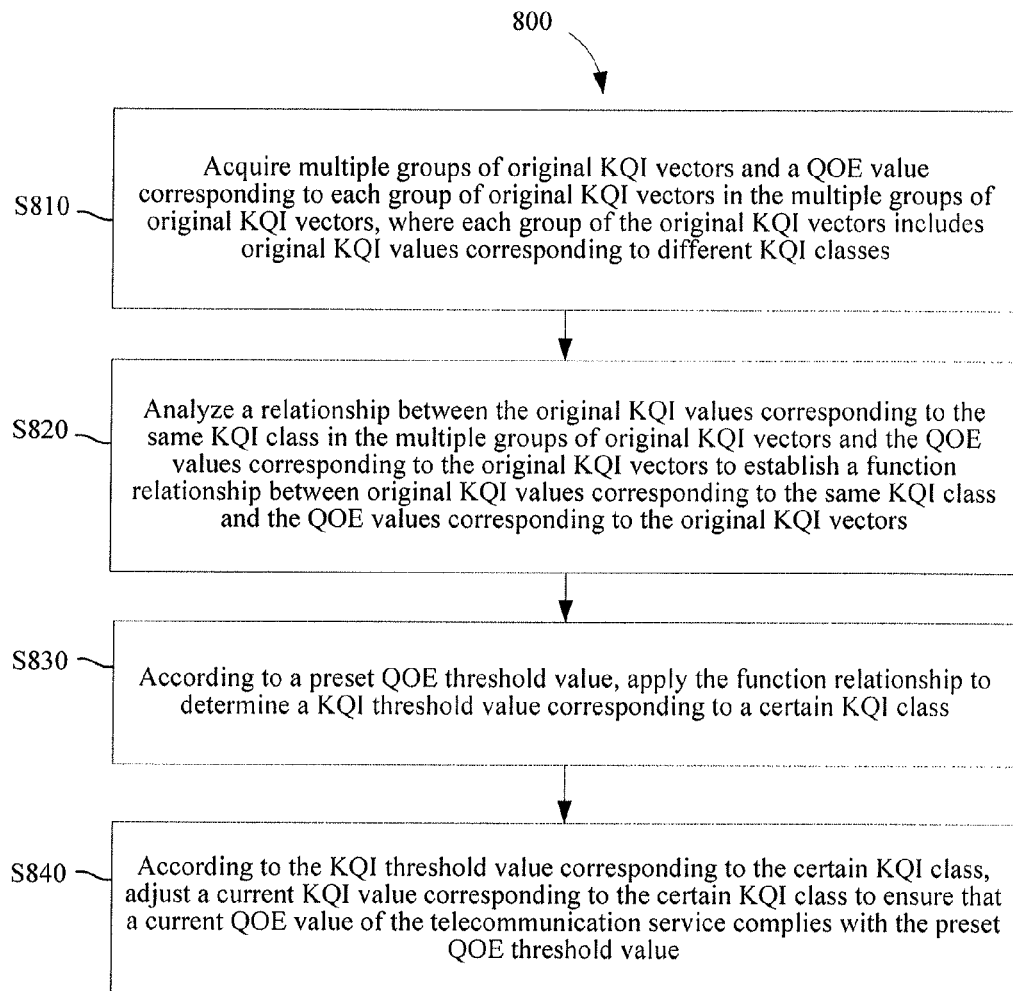 800
S810
Acquire multiple groups of original KQI vectors and a QOE value
corresponding to each group of original KQI vectors in the multiple groups of
original KQI vectors, where each group of the original KQI vectors includes
original KQI values corresponding to different KQI classes
S820
Analyze a relationship between the original KQI values corresponding to the
same KQI class in the multiple groups of original KQI vectors and the QOE
values corresponding to the original KQI vectors to establish a function
relationship between original KQI values corresponding to the same KQI class
and the QOE values corresponding to the original KQI vectors
S830
According to a preset QOE threshold value, apply the function relationship to
determine a KQI threshold value corresponding to a certain KQI class
S840
According to the KQI threshold value corresponding to the certain KQI class,
adjust a current KQI value corresponding to the certain KQI class to ensure that
a current QOE value of the telecommunication service complies with the preset
QOE threshold value